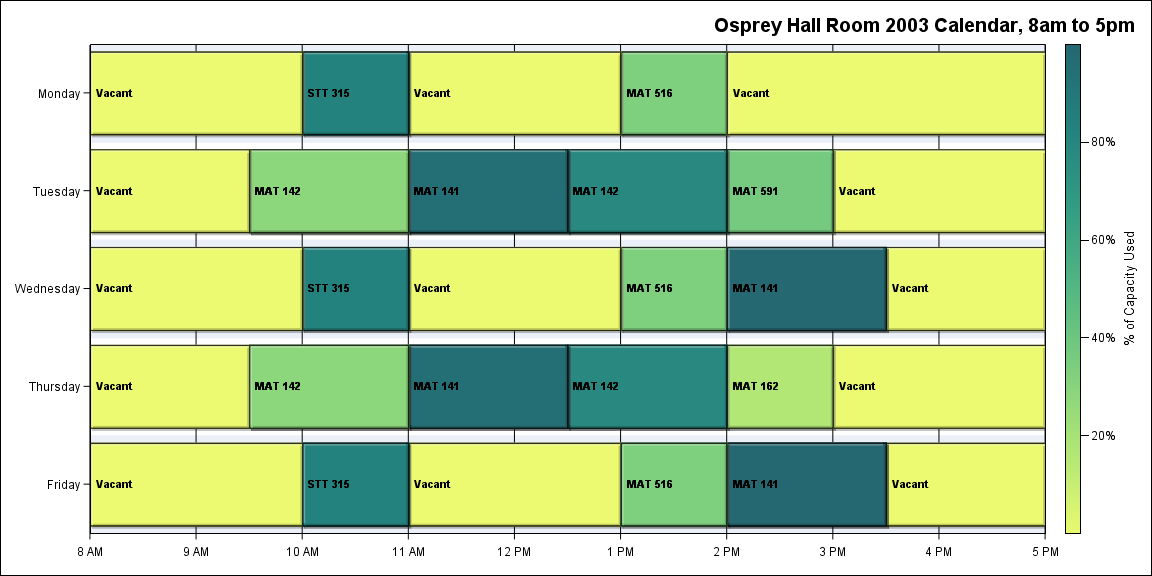 Osprey Hall Room 2003 Calendar, 8am to 5pm
Monday
Vacant
STT 315
Vacant
MAT 516
Vacant
Tuesday
Vacant
MAT 142
MAT 141
MAT 142
MAT 591
Vacant
Wednesday
Vacant
STT 315
Vacant
MAT 516
MAT 141
Vacant
Thursday
Vacant
MAT 142
MAT 141
MAT 142
MAT 162
Vacant
Friday
Vacant
STT 315
Vacant
MAT 516
MAT 141
Vacant
8 AM
9 AM
10 AM
11 AM
12 PM
1 PM
2 PM
3 PM
4 PM
5 PM
80%
60%
40%
20%
% of Capacity Used